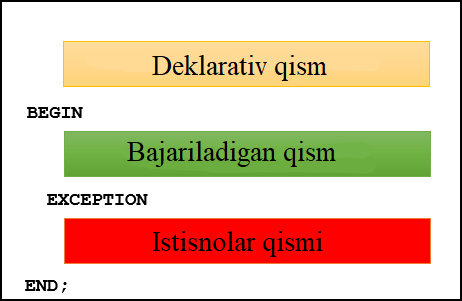 Deklarativ qism
BEGIN
Bajariladigan qism
EXCEPTION
Istisnolar qismi
END;